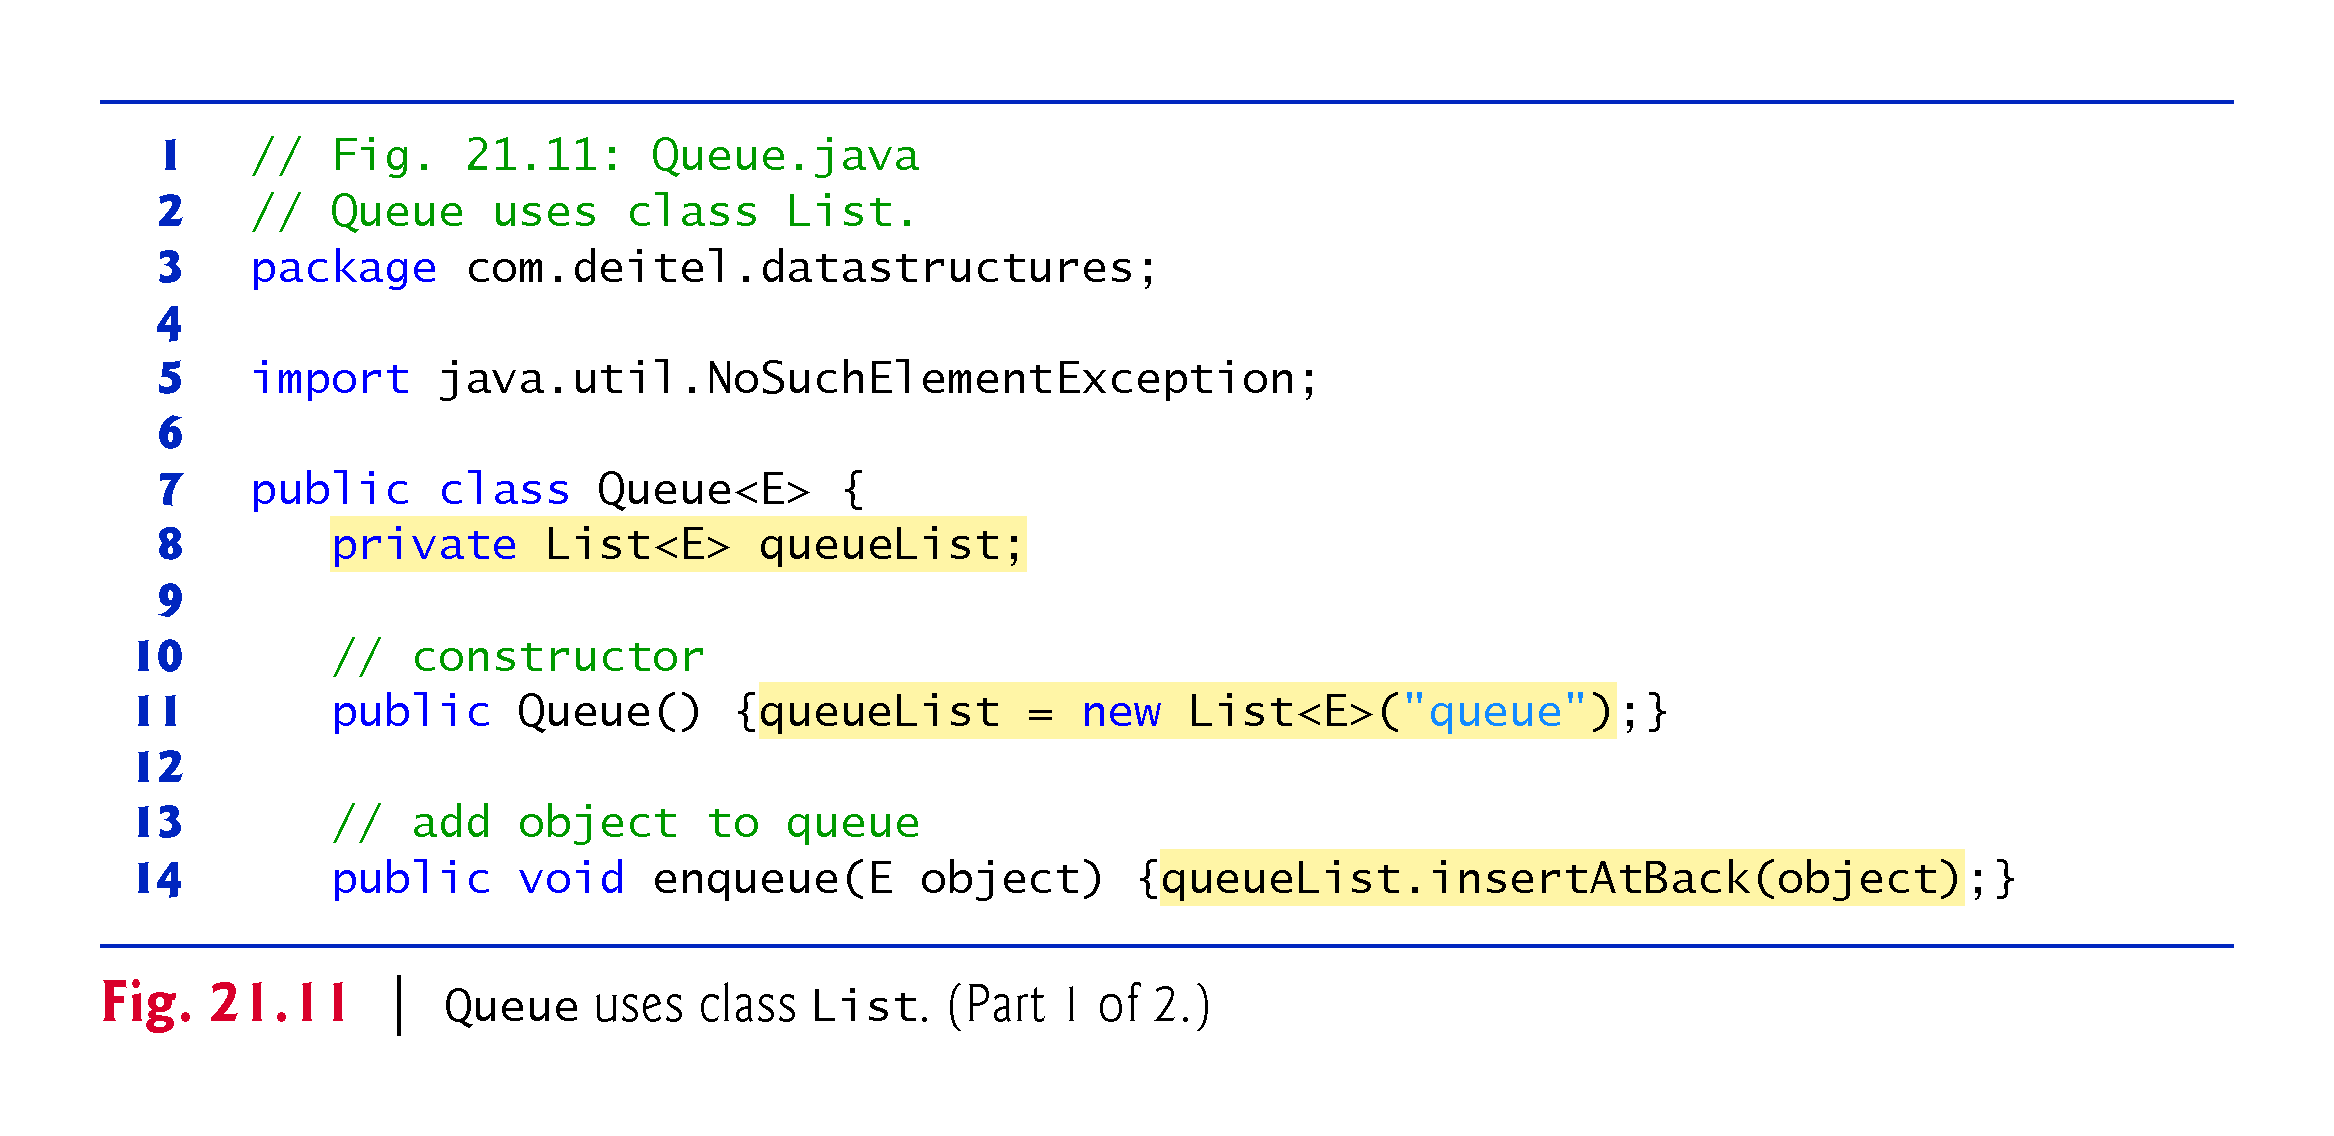 1 // Fig. 21.11: Queue.java
2 // Queue uses class List.
3 package com.deitel.datastructures;
4
5 import java.util.NoSuchElementException;
6
7 public class Queue<E> {
8 private List<E> queueList;
9
10 // constructor
11 public Queue() {queueList = new List<E>("queue");}
12
13 // add object to queue
14 public void enqueue(E object) {queueList.insertAtBack(object);}
Fig. 21.11 | Queue uses class List. (Part 1 of 2.)